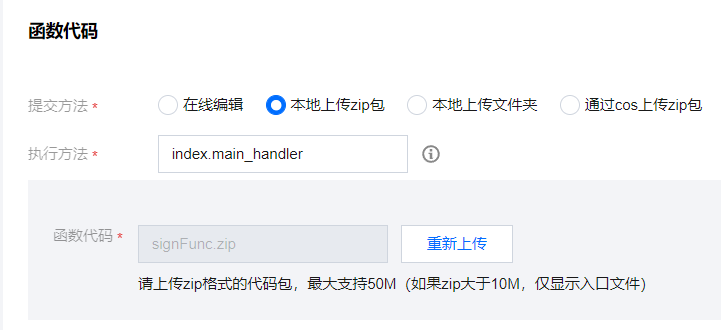 函数代码
提交方法 * 在线编辑 本地上传zip包 本地上传文件夹 通过cos上传zip包
执行方法 * index.main_handler
函数代码 * signFunc.zip 重新上传
请上传zip格式的代码包，最大支持50M（如果zip大于10M，仅显示入口文件）